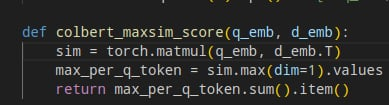 def colbert_maxsim_score(q_emb, d_emb):
    sim = torch.matmul(q_emb, d_emb.T)
    max_per_q_token = sim.max(dim=1).values
    return max_per_q_token.sum().item()